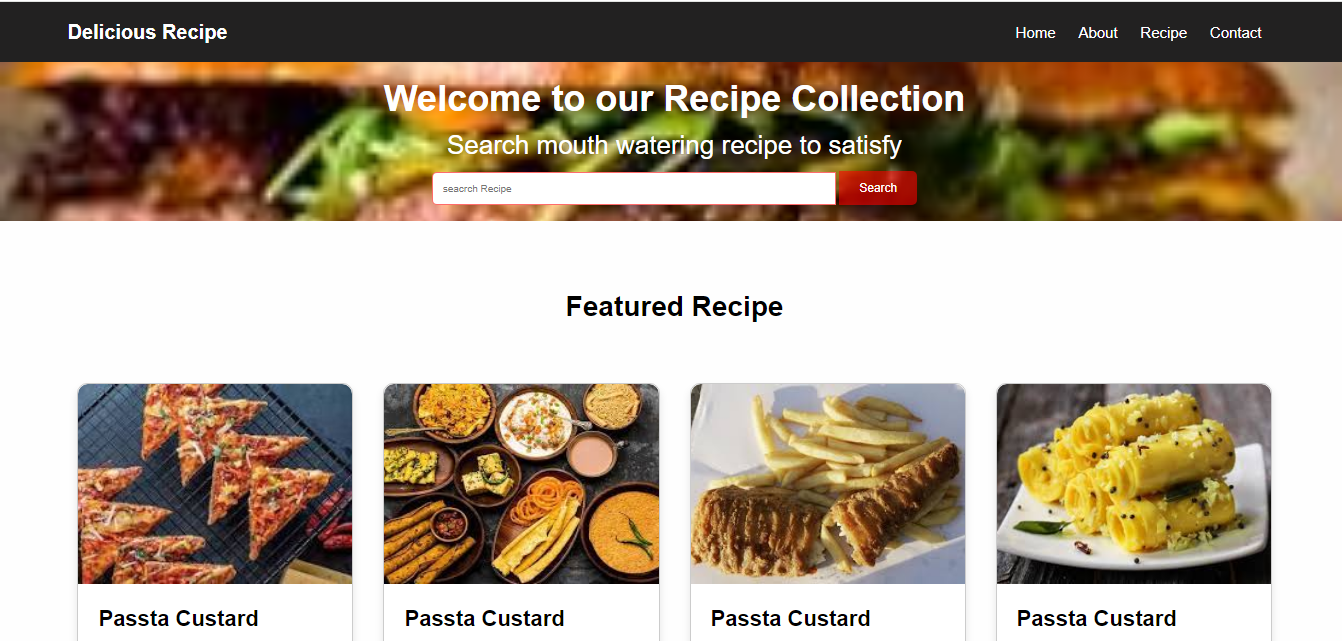 Delicious Recipe
Home About Recipe Contact
Welcome to our Recipe Collection
Search mouth watering recipe to satisfy
seacrch Recipe
Search
Featured Recipe
Passta Custard
Passta Custard
Passta Custard
Passta Custard